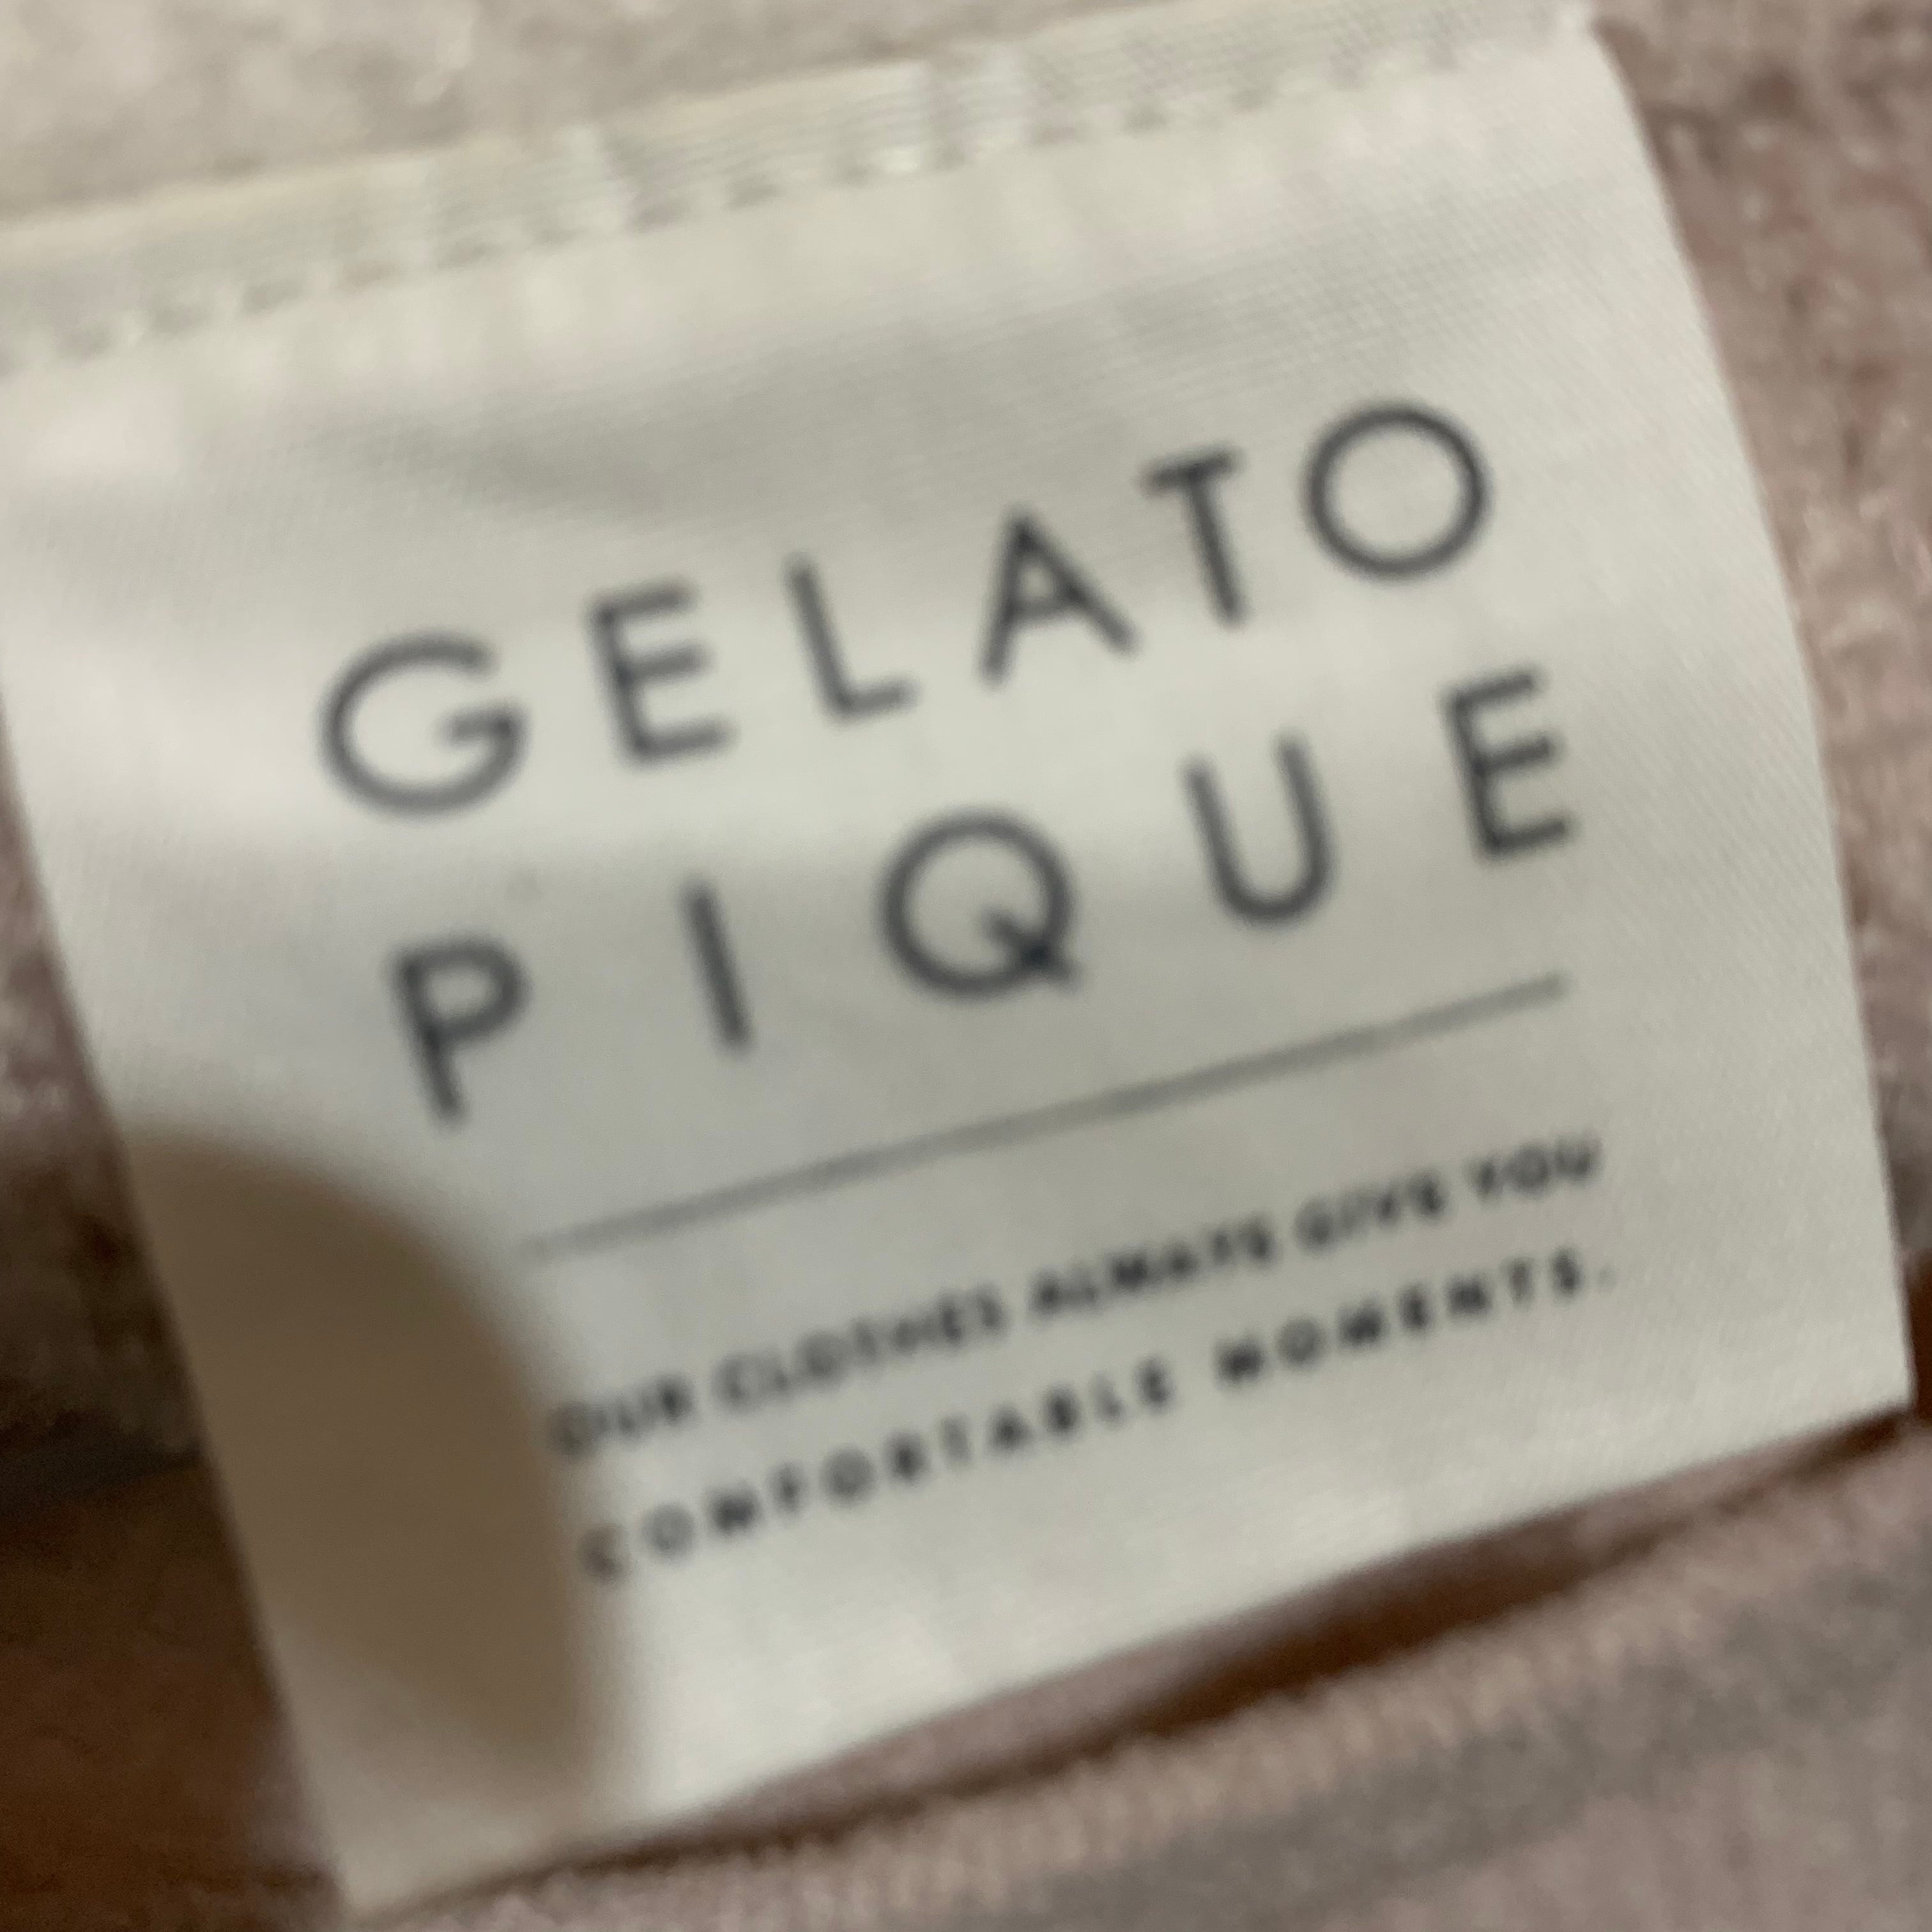 GELATO
PIQUE
OUR CLOTHES ALWAYS GIVE YOU
COMFORTABLE MOMENTS.